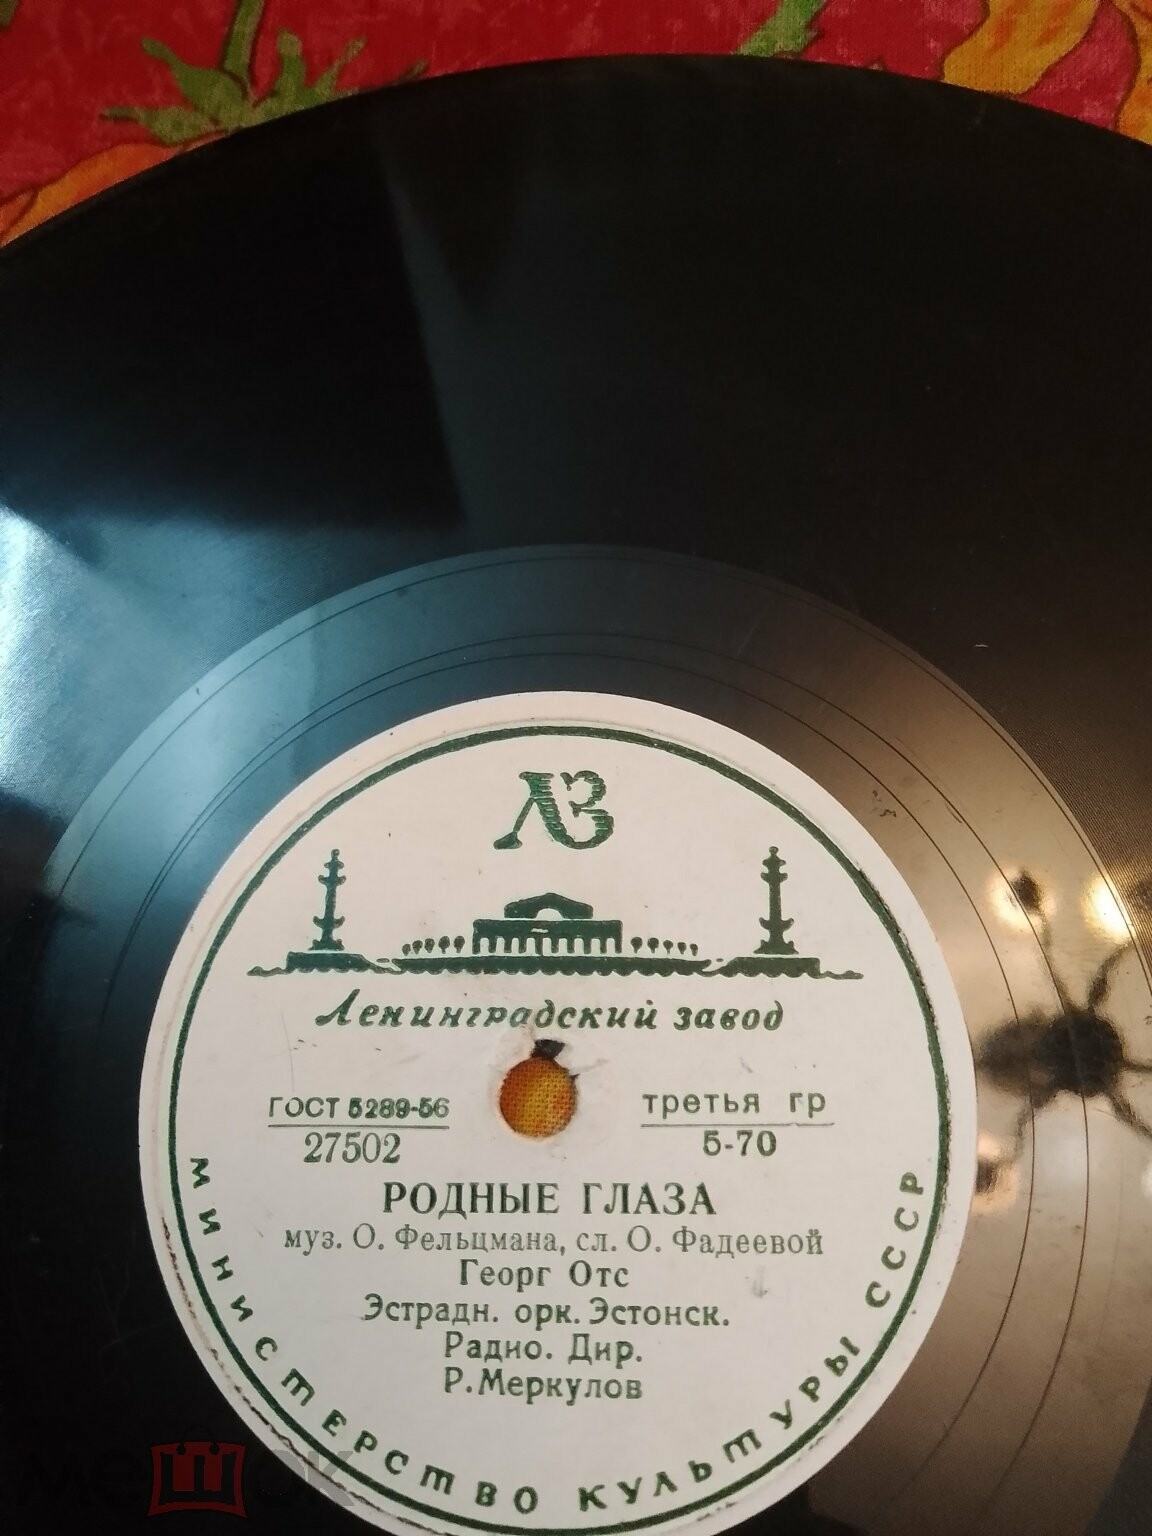 ЛЗ
Ленинградский завод
ГОСТ 5289-56
27502
третья гр
5-70
РОДНЫЕ ГЛАЗА
муз. О. Фельцмана, сл. О. Фадеевой
Георг Отс
Эстрадн. орк. Эстонск.
Радио. Дир.
Р. Меркулов
МИНИСТЕРСТВО КУЛЬТУРЫ СССР
мешок